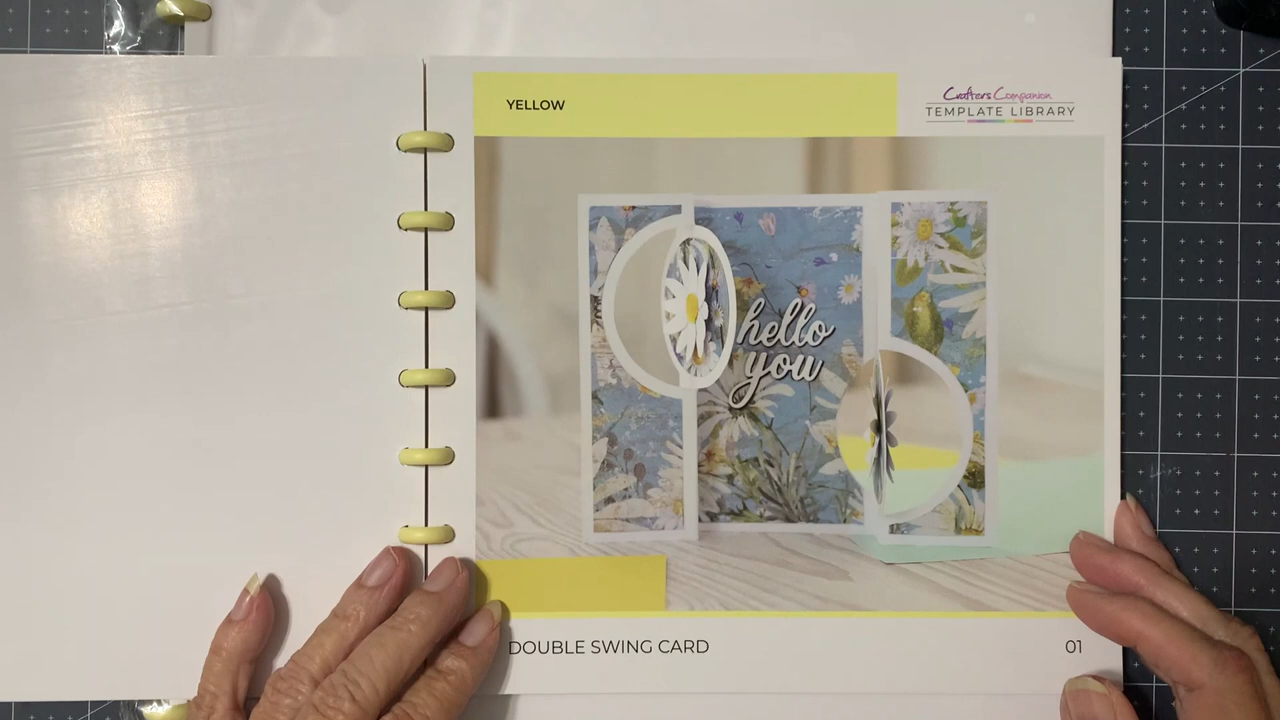 YELLOW
Crafters Companion
TEMPLATE LIBRARY
hello
you
DOUBLE SWING CARD
01